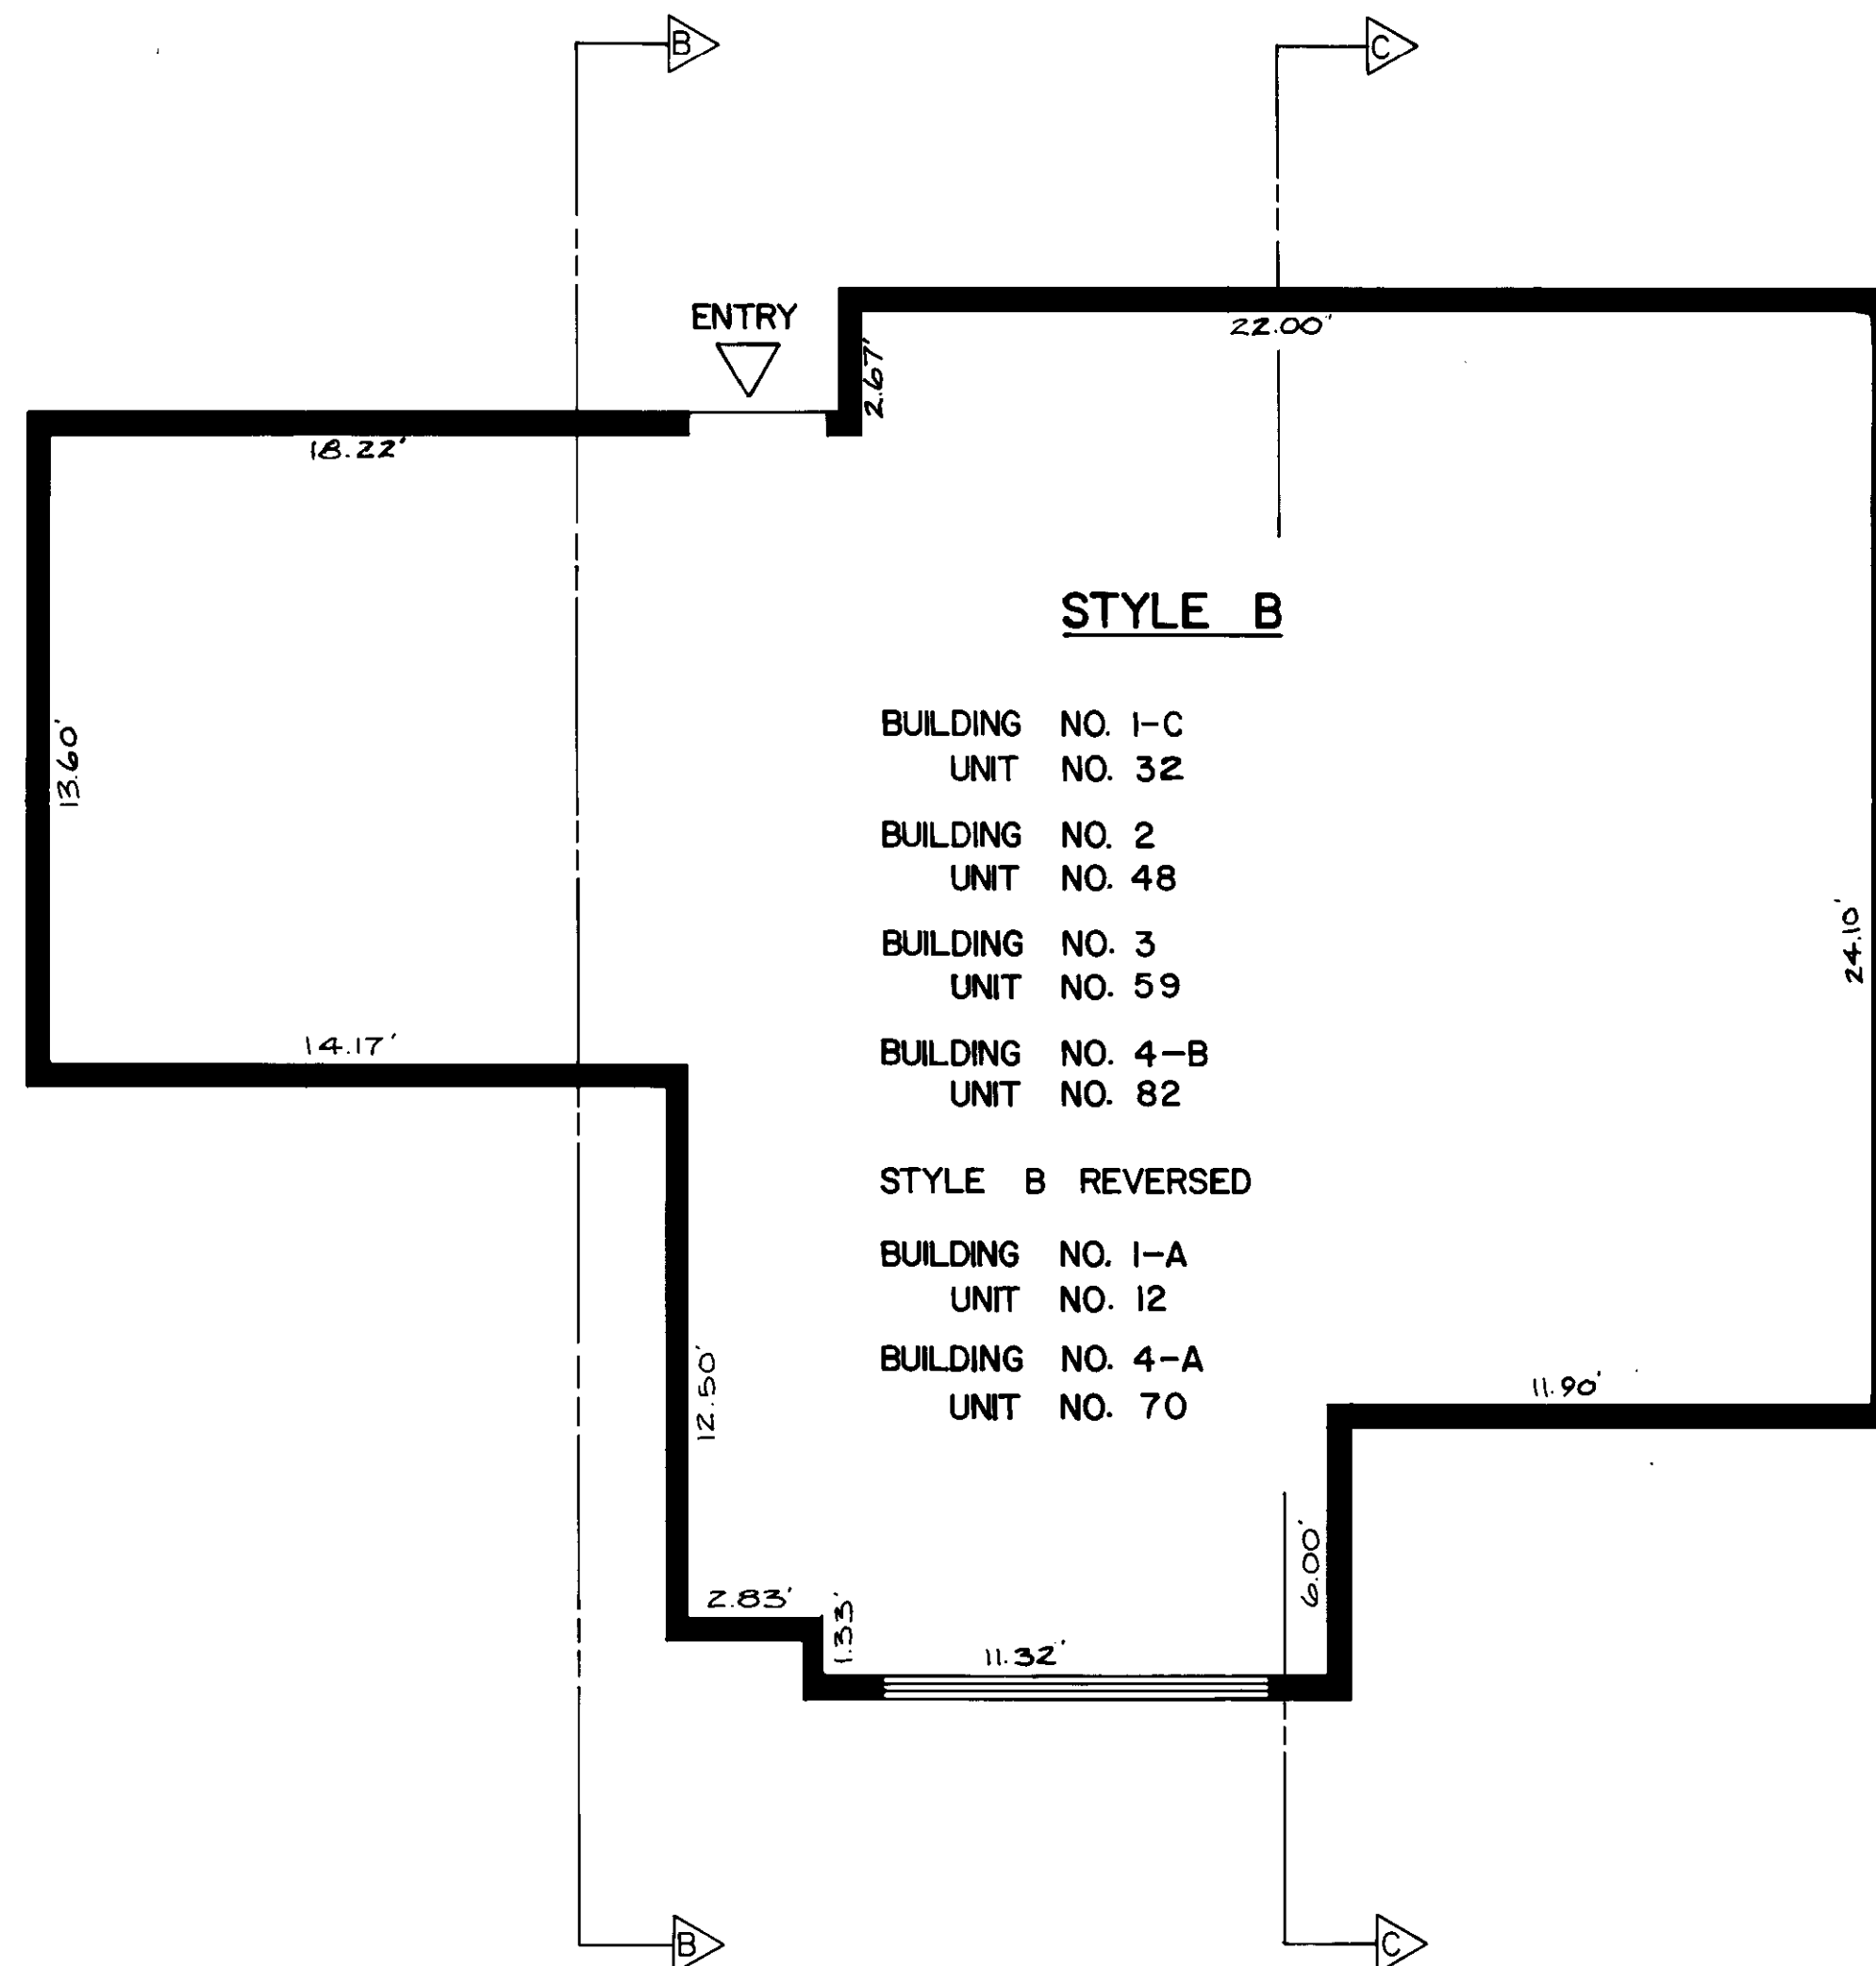 B
C
ENTRY
22.00'
2.67'
18.22'
STYLE B
13.60'
BUILDING NO. 1-C
UNIT NO. 32
BUILDING NO. 2
UNIT NO. 48
24.10'
BUILDING NO. 3
UNIT NO. 59
14.17'
BUILDING NO. 4-B
UNIT NO. 82
STYLE B REVERSED
BUILDING NO. 1-A
UNIT NO. 12
12.50'
BUILDING NO. 4-A
11.90'
UNIT NO. 70
6.00'
2.83'
1.33'
11.32'
B
C